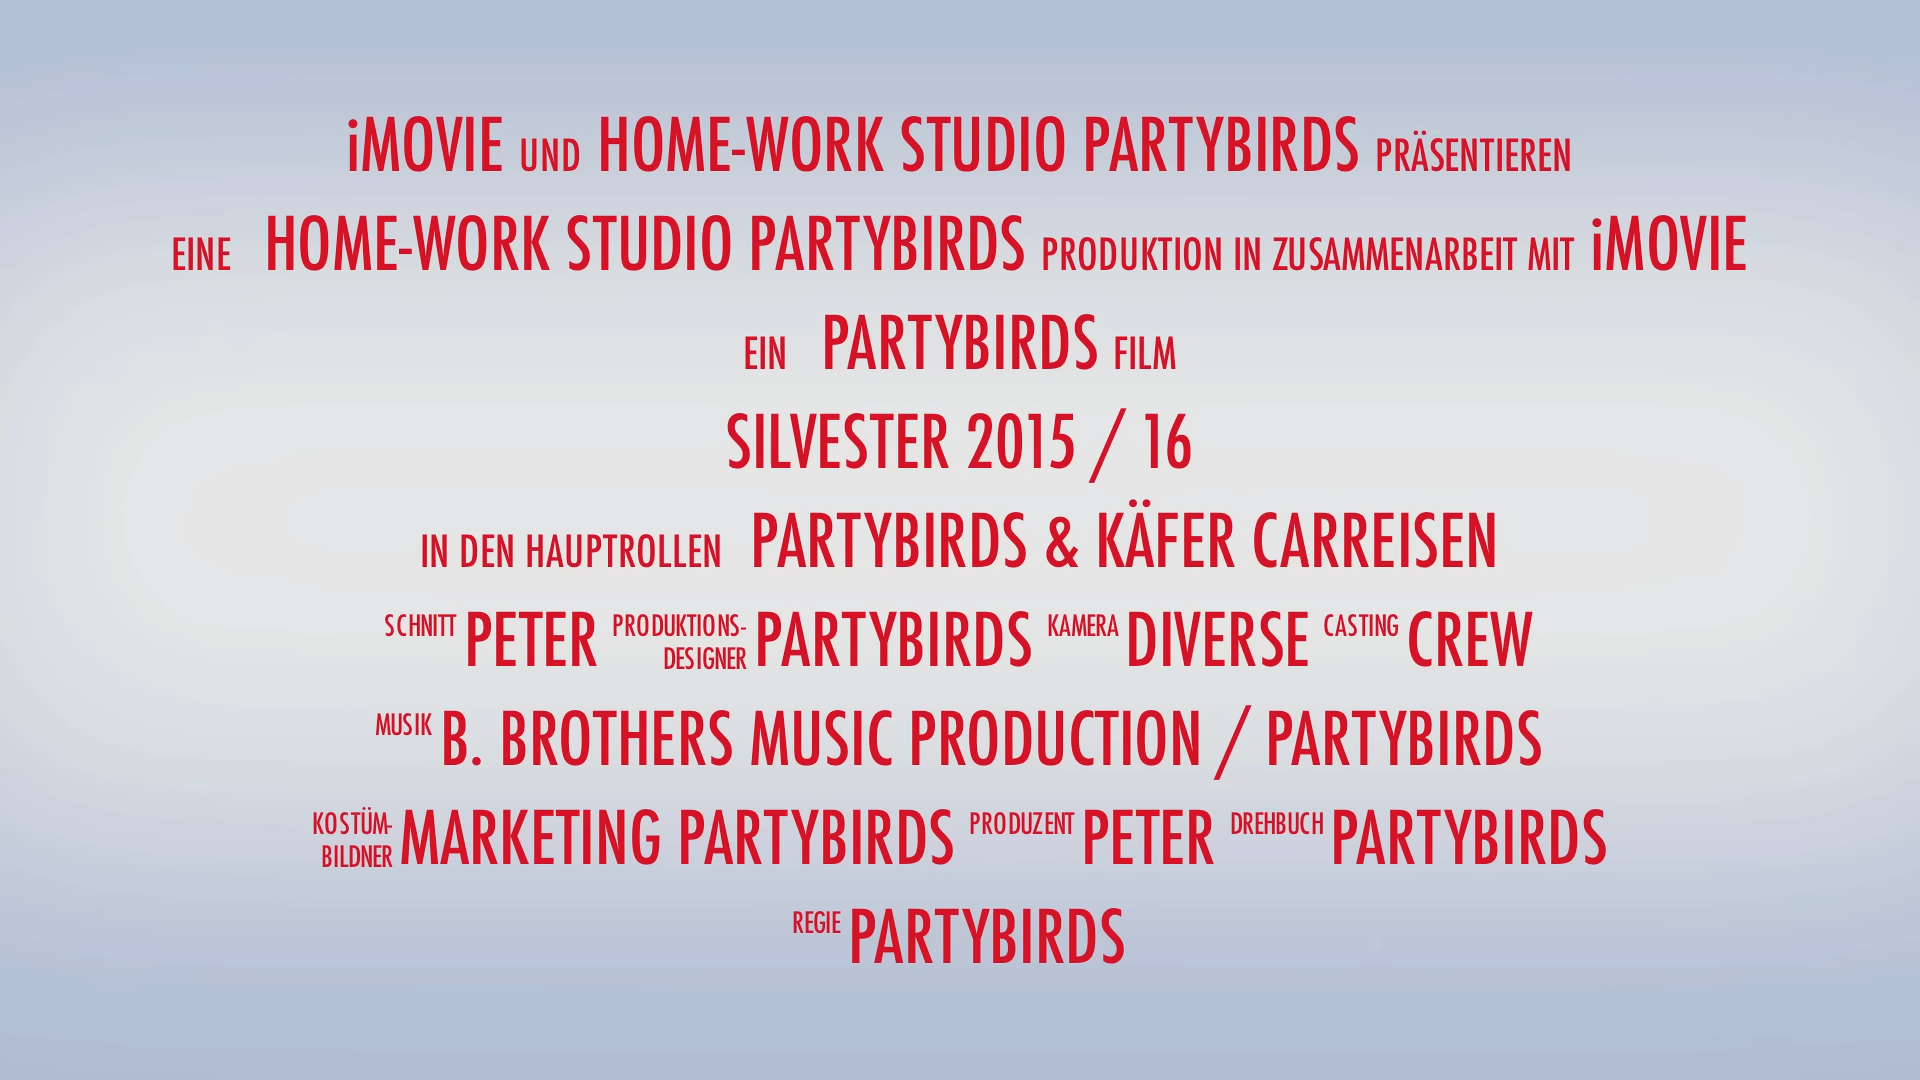 iMOVIE UND HOME-WORK STUDIO PARTYBIRDS PRÄSENTIEREN
EINE HOME-WORK STUDIO PARTYBIRDS PRODUKTION IN ZUSAMMENARBEIT MIT iMOVIE
EIN PARTYBIRDS FILM
SILVESTER 2015 / 16
IN DEN HAUPTROLLEN PARTYBIRDS & KÄFER CARREISEN
SCHNITT PETER PRODUKTIONS-DESIGNER PARTYBIRDS KAMERA DIVERSE CASTING CREW
MUSIK B. BROTHERS MUSIC PRODUCTION / PARTYBIRDS
KOSTÜM-BILDNER MARKETING PARTYBIRDS PRODUZENT PETER DREHBUCH PARTYBIRDS
REGIE PARTYBIRDS